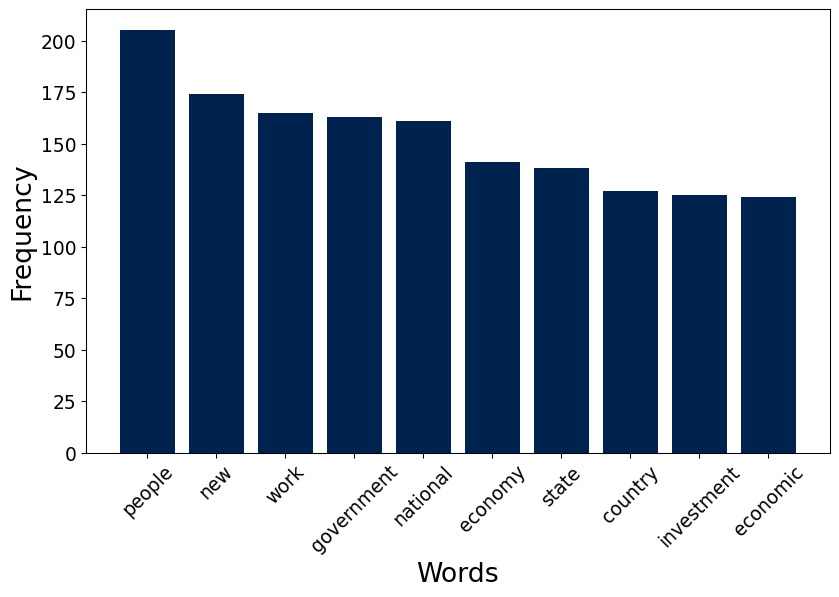 200
175
150
125
100
75
50
25
0
Frequency
people
new
work
government
national
economy
state
country
investment
economic
Words